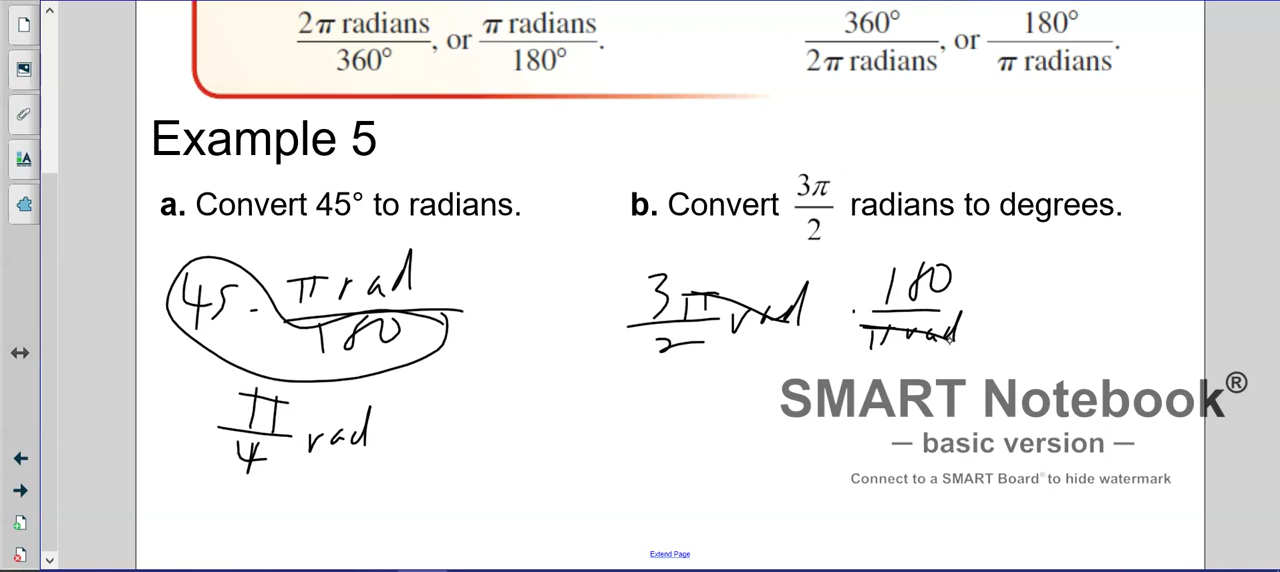 2π radians / 360°, or π radians / 180°.
360° / 2π radians, or 180° / π radians.
Example 5
a. Convert 45° to radians.
b. Convert 3π/2 radians to degrees.
45 · π rad / 180
π/4 rad
3π/2 rad · 180 / π rad
SMART Notebook®
— basic version —
Connect to a SMART Board® to hide watermark
Extend Page